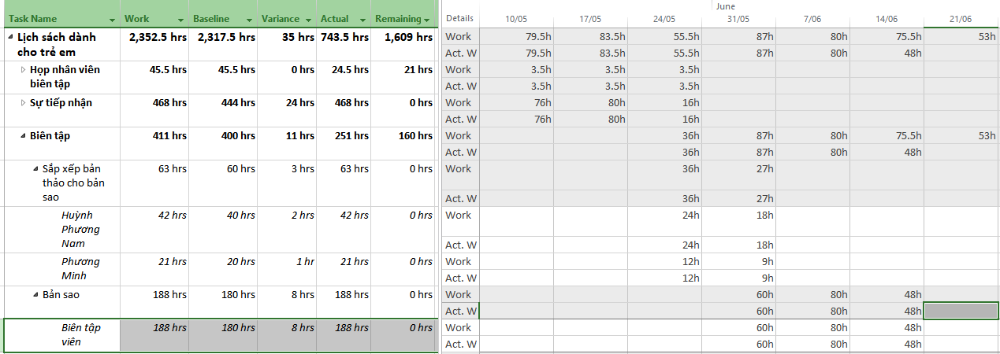 June
Task Name Work Baseline Variance Actual Remaining Details 10/05 17/05 24/05 31/05 7/06 14/06 21/06
Lịch sách dành 2,352.5 hrs 2,317.5 hrs 35 hrs 743.5 hrs 1,609 hrs Work 79.5h 83.5h 55.5h 87h 80h 75.5h 53h
cho trẻ em Act. W 79.5h 83.5h 55.5h 87h 80h 48h
Họp nhân viên 45.5 hrs 45.5 hrs 0 hrs 24.5 hrs 21 hrs Work 3.5h 3.5h 3.5h
biên tập Act. W 3.5h 3.5h 3.5h
Sự tiếp nhận 468 hrs 444 hrs 24 hrs 468 hrs 0 hrs Work 76h 80h 16h
Act. W 76h 80h 16h
Biên tập 411 hrs 400 hrs 11 hrs 251 hrs 160 hrs Work 36h 87h 80h 75.5h 53h
Act. W 36h 87h 80h 48h
Sắp xếp bản 63 hrs 60 hrs 3 hrs 63 hrs 0 hrs Work 36h 27h
thảo cho bản
sao Act. W 36h 27h
Huỳnh 42 hrs 40 hrs 2 hrs 42 hrs 0 hrs Work 24h 18h
Phương
Nam Act. W 24h 18h
Phương 21 hrs 20 hrs 1 hr 21 hrs 0 hrs Work 12h 9h
Minh Act. W 12h 9h
Bản sao 188 hrs 180 hrs 8 hrs 188 hrs 0 hrs Work 60h 80h 48h
Act. W 60h 80h 48h
Biên tập 188 hrs 180 hrs 8 hrs 188 hrs 0 hrs Work 60h 80h 48h
viên Act. W 60h 80h 48h